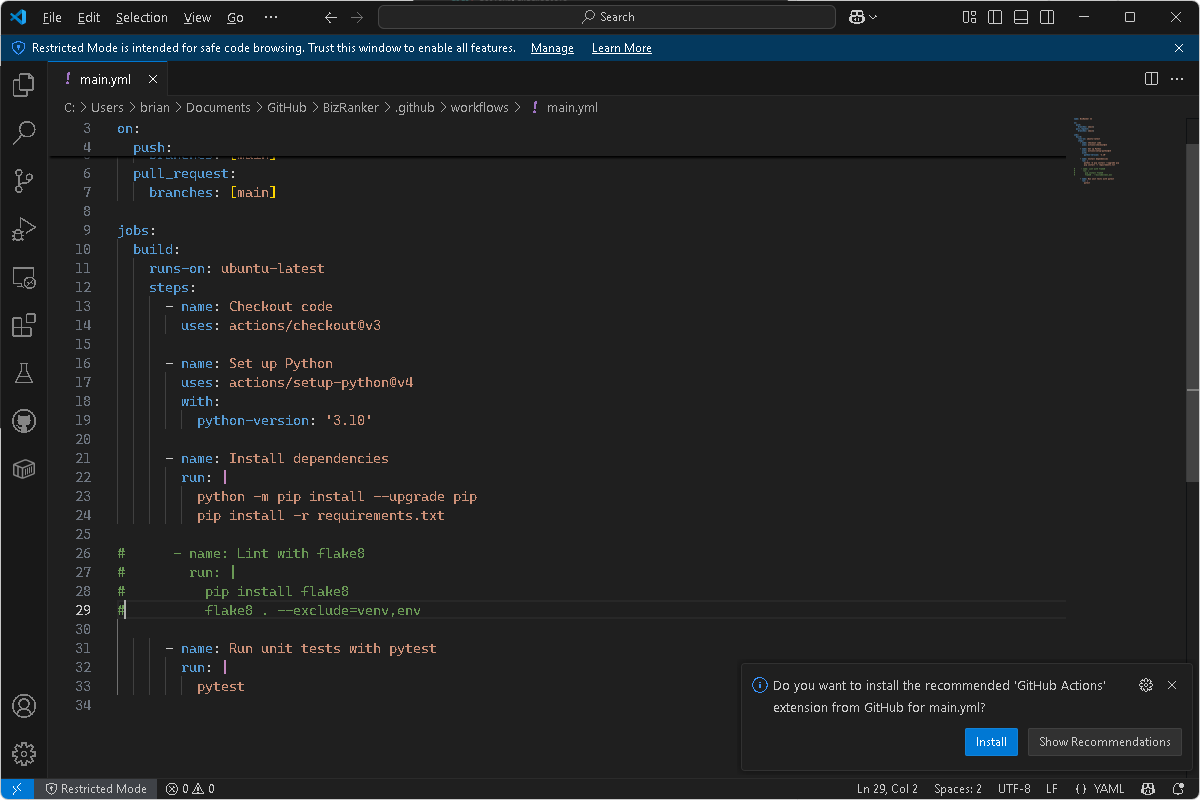 File Edit Selection View Go ··· Search
Restricted Mode is intended for safe code browsing. Trust this window to enable all features. Manage Learn More
! main.yml
C: > Users > brian > Documents > GitHub > BizRanker > .github > workflows > ! main.yml
3 on:
4 push:
branches: [main]
6 pull_request:
7 branches: [main]
8
9 jobs:
10 build:
11 runs-on: ubuntu-latest
12 steps:
13 - name: Checkout code
14 uses: actions/checkout@v3
15
16 - name: Set up Python
17 uses: actions/setup-python@v4
18 with:
19 python-version: '3.10'
20
21 - name: Install dependencies
22 run: |
23 python -m pip install --upgrade pip
24 pip install -r requirements.txt
25
26 # - name: Lint with flake8
27 # run: |
28 # pip install flake8
29 # flake8 . --exclude=venv,env
30
31 - name: Run unit tests with pytest
32 run: |
33 pytest
34
Do you want to install the recommended 'GitHub Actions'
extension from GitHub for main.yml?
Install Show Recommendations
Restricted Mode 0 0 Ln 29, Col 2 Spaces: 2 UTF-8 LF {} YAML